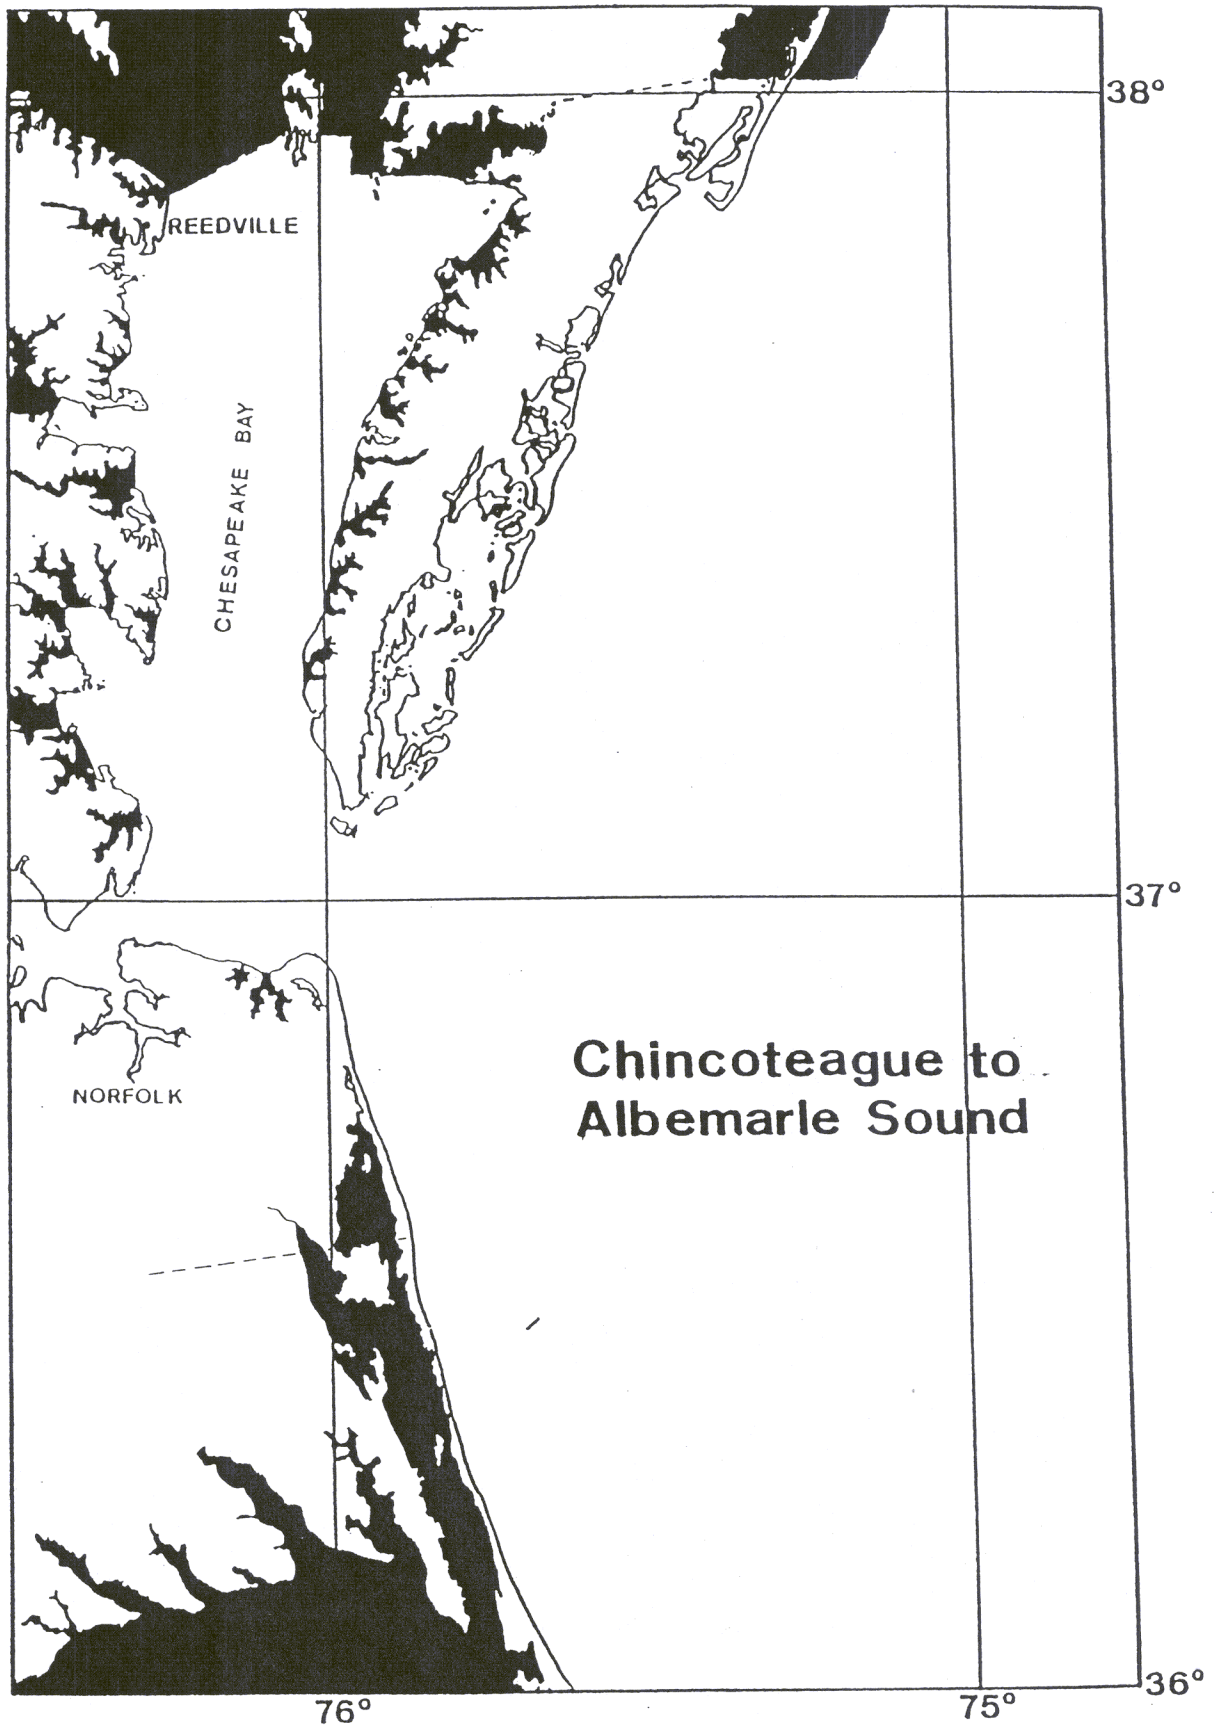 38°
REEDVILLE
CHESAPEAKE BAY
37°
Chincoteague to
Albemarle Sound
NORFOLK
36°
76°
75°